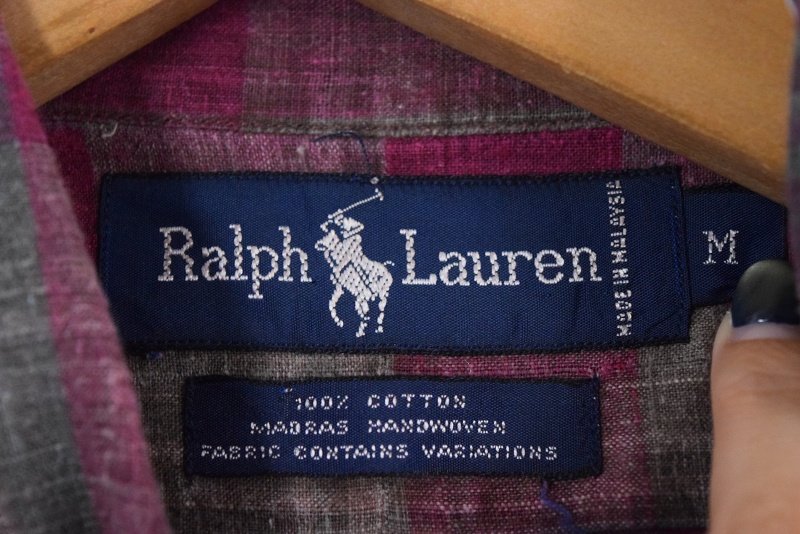 Ralph Lauren
MADE IN MALAYSIA
M
100% COTTON
MADRAS HANDWOVEN
FABRIC CONTAINS VARIATIONS